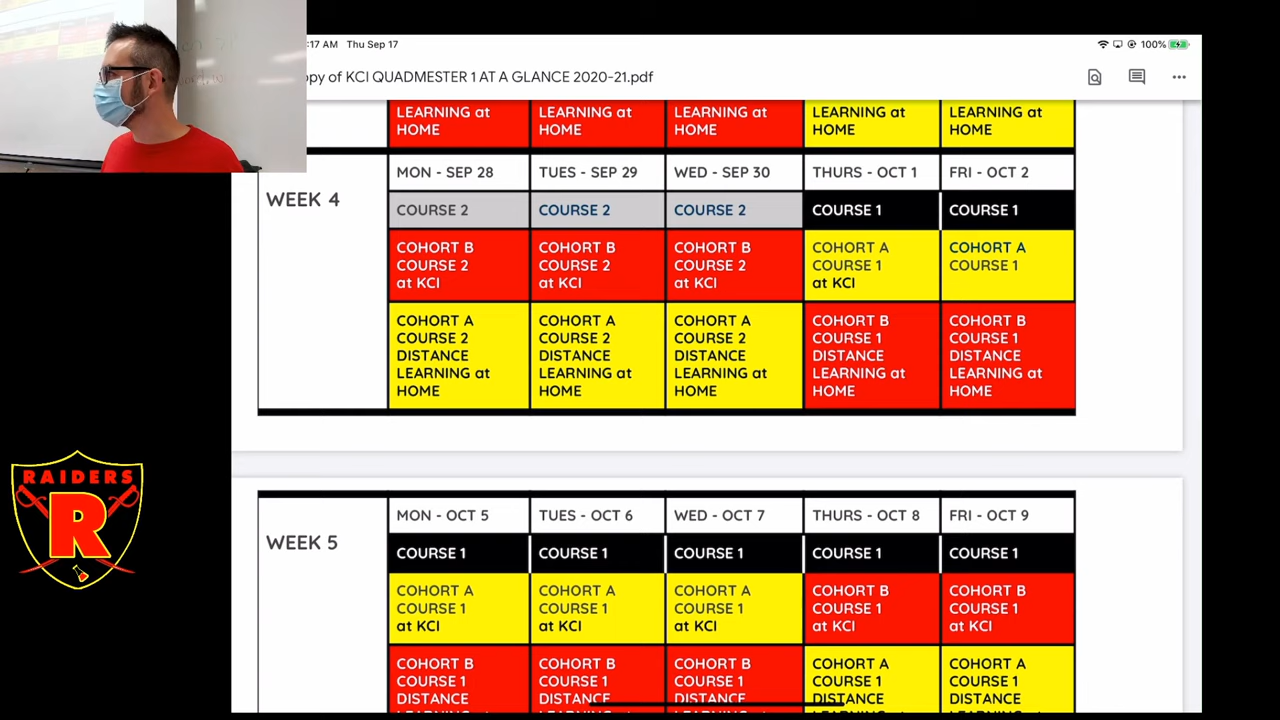 :17 AM Thu Sep 17
100%
opy of KCI QUADMESTER 1 AT A GLANCE 2020-21.pdf
LEARNING at
HOME
LEARNING at
HOME
LEARNING at
HOME
LEARNING at
HOME
LEARNING at
HOME
WEEK 4
MON - SEP 28
TUES - SEP 29
WED - SEP 30
THURS - OCT 1
FRI - OCT 2
COURSE 2
COURSE 2
COURSE 2
COURSE 1
COURSE 1
COHORT B
COURSE 2
at KCI
COHORT B
COURSE 2
at KCI
COHORT B
COURSE 2
at KCI
COHORT A
COURSE 1
at KCI
COHORT A
COURSE 1
COHORT A
COURSE 2
DISTANCE
LEARNING at
HOME
COHORT A
COURSE 2
DISTANCE
LEARNING at
HOME
COHORT A
COURSE 2
DISTANCE
LEARNING at
HOME
COHORT B
COURSE 1
DISTANCE
LEARNING at
HOME
COHORT B
COURSE 1
DISTANCE
LEARNING at
HOME
RAIDERS
R
WEEK 5
MON - OCT 5
TUES - OCT 6
WED - OCT 7
THURS - OCT 8
FRI - OCT 9
COURSE 1
COURSE 1
COURSE 1
COURSE 1
COURSE 1
COHORT A
COURSE 1
at KCI
COHORT A
COURSE 1
at KCI
COHORT A
COURSE 1
at KCI
COHORT B
COURSE 1
at KCI
COHORT B
COURSE 1
at KCI
COHORT B
COURSE 1
DISTANCE
COHORT B
COURSE 1
DISTANCE
COHORT B
COURSE 1
DISTANCE
COHORT A
COURSE 1
DISTANCE
COHORT A
COURSE 1
DISTANCE